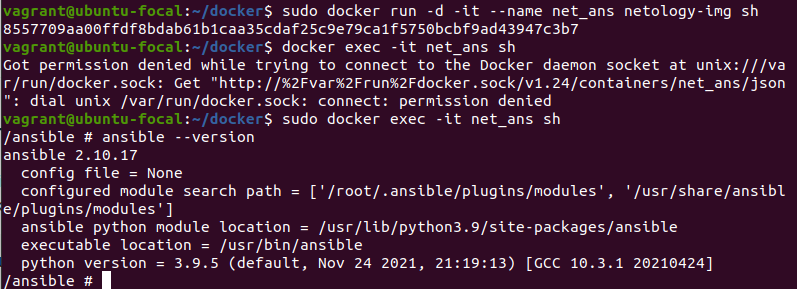 vagrant@ubuntu-focal:~/docker$ sudo docker run -d -it --name net_ans netology-img sh
8557709aa00ffdf8bdab61b1caa35cdaf25c9e79ca1f5750bcbf9ad43947c3b7
vagrant@ubuntu-focal:~/docker$ docker exec -it net_ans sh
Got permission denied while trying to connect to the Docker daemon socket at unix:///va
r/run/docker.sock: Get "http://%2Fvar%2Frun%2Fdocker.sock/v1.24/containers/net_ans/json
": dial unix /var/run/docker.sock: connect: permission denied
vagrant@ubuntu-focal:~/docker$ sudo docker exec -it net_ans sh
/ansible # ansible --version
ansible 2.10.17
  config file = None
  configured module search path = ['/root/.ansible/plugins/modules', '/usr/share/ansibl
e/plugins/modules']
  ansible python module location = /usr/lib/python3.9/site-packages/ansible
  executable location = /usr/bin/ansible
  python version = 3.9.5 (default, Nov 24 2021, 21:19:13) [GCC 10.3.1 20210424]
/ansible #